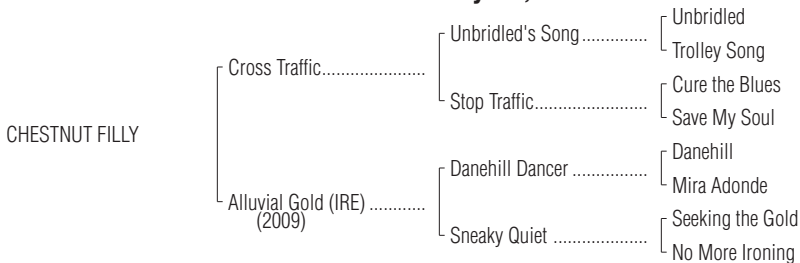 Unbridled
Unbridled's Song ..............
Trolley Song
Cross Traffic......................
Cure the Blues
Stop Traffic........................
Save My Soul
CHESTNUT FILLY
Danehill
Danehill Dancer ................
Mira Adonde
Alluvial Gold (IRE) ............
(2009)
Seeking the Gold
Sneaky Quiet ....................
No More Ironing